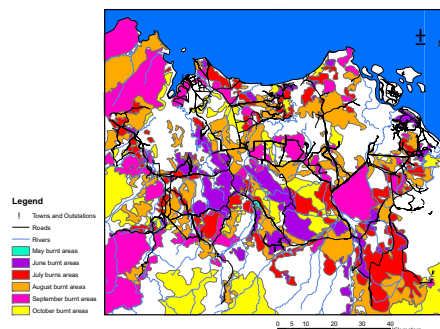 Legend
! Towns and Outstations
Roads
Rivers
May burnt areas
June burnt areas
July burns areas
August burnt areas
September burnt areas
October burnt areas
0 5 10 20 30 40